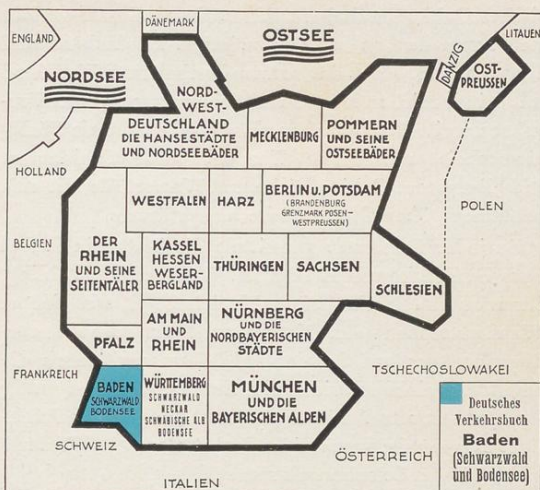 DÄNEMARK
ENGLAND
OSTSEE
LITAUEN
DANZIG
OST-
PREUSSEN
NORDSEE
NORD-
WEST-
DEUTSCHLAND
DIE HANSESTÄDTE
UND NORDSEEBÄDER
MECKLENBURG
POMMERN
UND SEINE
OSTSEEBÄDER
HOLLAND
WESTFALEN
HARZ
BERLIN u. POTSDAM
(BRANDENBURG
GRENZMARK POSEN-
WESTPREUSSEN)
POLEN
BELGIEN
DER
RHEIN
UND SEINE
SEITENTÄLER
KASSEL
HESSEN
WESER-
BERGLAND
THÜRINGEN
SACHSEN
SCHLESIEN
PFALZ
AM MAIN
UND
RHEIN
NÜRNBERG
UND DIE
NORDBAYERISCHEN
STÄDTE
FRANKREICH
BADEN
SCHWARZWALD
BODENSEE
WÜRTTEMBERG
SCHWARZWALD
NECKAR
SCHWÄBISCHE ALB
BODENSEE
MÜNCHEN
UND DIE
BAYERISCHEN ALPEN
TSCHECHOSLOWAKEI
SCHWEIZ
ÖSTERREICH
ITALIEN
Deutsches
Verkehrsbuch
Baden
(Schwarzwald
und Bodensee)